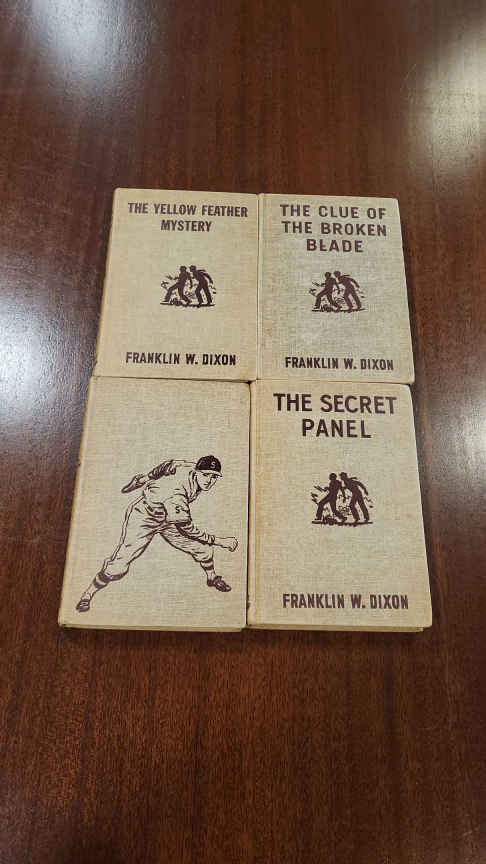 THE YELLOW FEATHER
MYSTERY
FRANKLIN W. DIXON
THE CLUE OF
THE BROKEN
BLADE
FRANKLIN W. DIXON
S
S
THE SECRET
PANEL
FRANKLIN W. DIXON